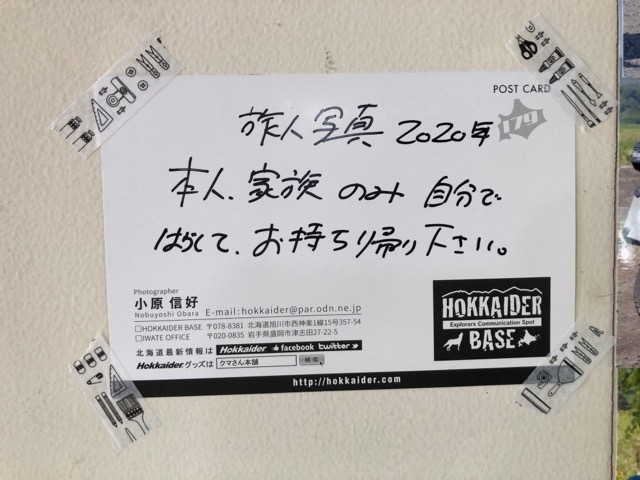 POST CARD
179
旅人写真 2020年
本人、家族 のみ 自分で
はがして、お持ち帰り下さい。
Photographer
小原 信好
Nobuyoshi Obara
E-mail:hokkaider@par.odn.ne.jp
□HOKKAIDER BASE 〒078-8381 北海道旭川市西神楽1線15号357-54
□IWATE OFFICE 〒020-0835 岩手県盛岡市津志田27-22-5
北海道最新情報は Hokkaider facebook twitter
Hokkaiderグッズは クマさん本舗 検索
HOKKAIDER
Explorers Communication Spot
BASE
http://hokkaider.com